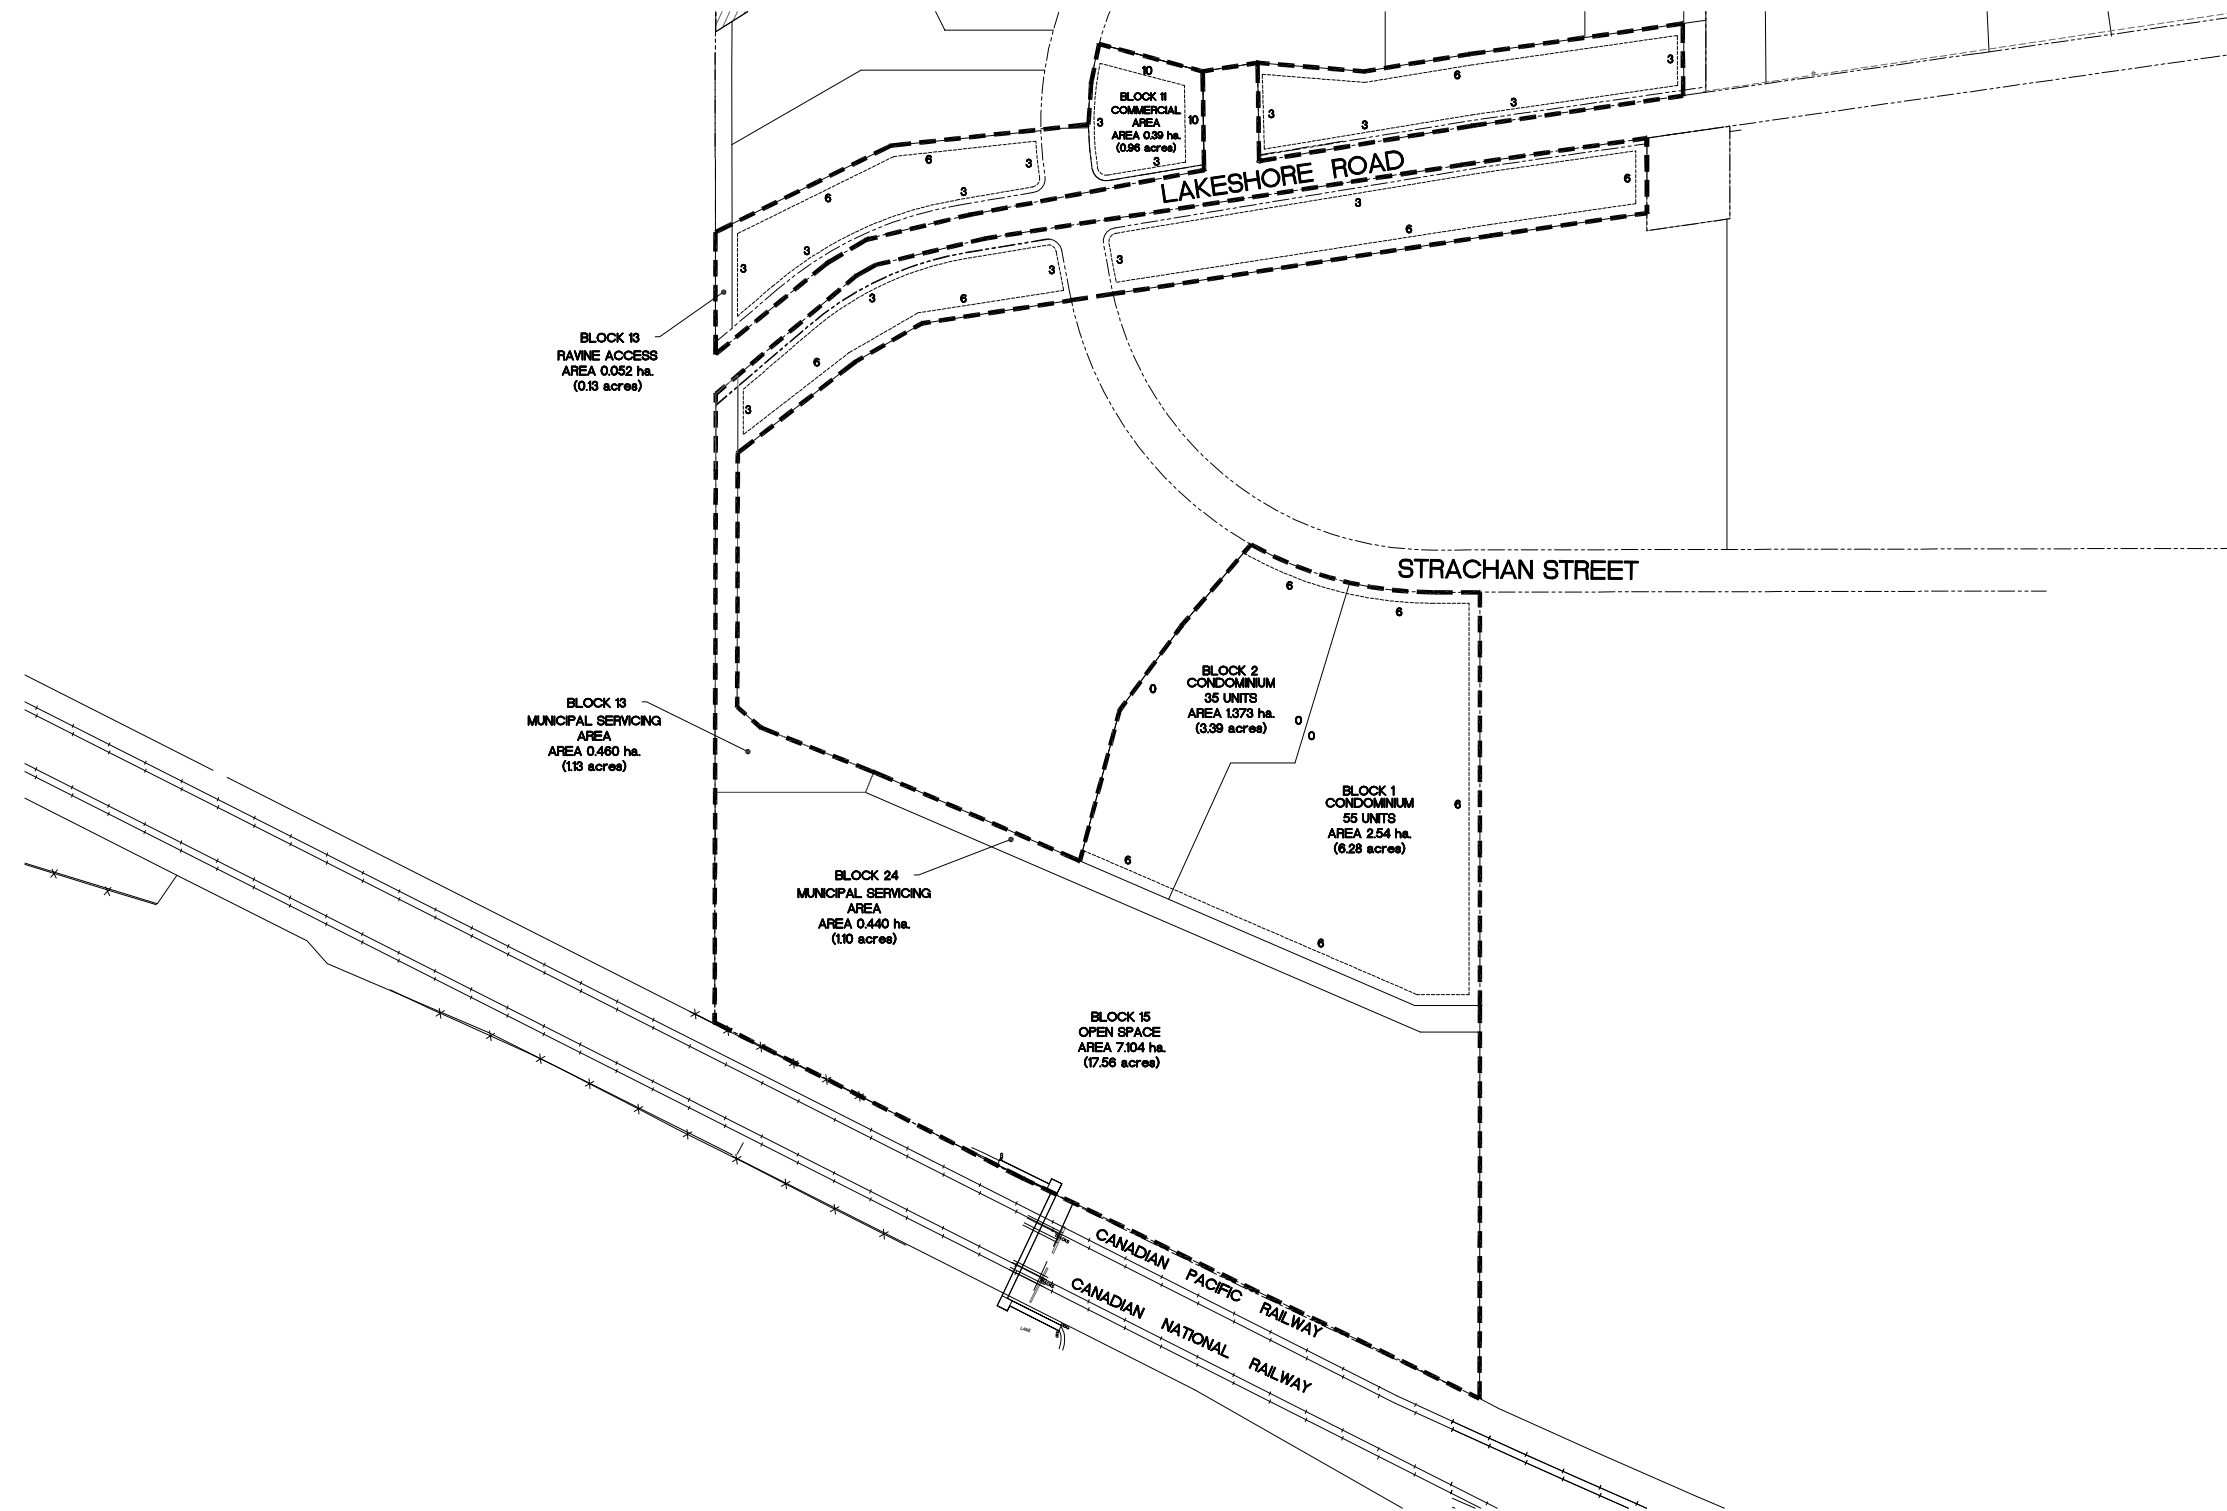 10
BLOCK 11
COMMERCIAL
AREA
AREA 0.39 ha.
(0.96 acres)
3
10
3
6
3
3
3
3
6
3
6
3
3
3
LAKESHORE ROAD
3
6
6
3
3
6
3
6
3
BLOCK 13
RAVINE ACCESS
AREA 0.052 ha.
(0.13 acres)
STRACHAN STREET
6
6
BLOCK 2
CONDOMINIUM
35 UNITS
AREA 1.373 ha.
(3.39 acres)
0
0
0
BLOCK 13
MUNICIPAL SERVICING
AREA
AREA 0.460 ha.
(1.13 acres)
BLOCK 1
CONDOMINIUM
55 UNITS
AREA 2.54 ha.
(6.28 acres)
6
6
6
BLOCK 24
MUNICIPAL SERVICING
AREA
AREA 0.440 ha.
(1.10 acres)
BLOCK 15
OPEN SPACE
AREA 7.104 ha.
(17.56 acres)
CANADIAN PACIFIC RAILWAY
CANADIAN NATIONAL RAILWAY